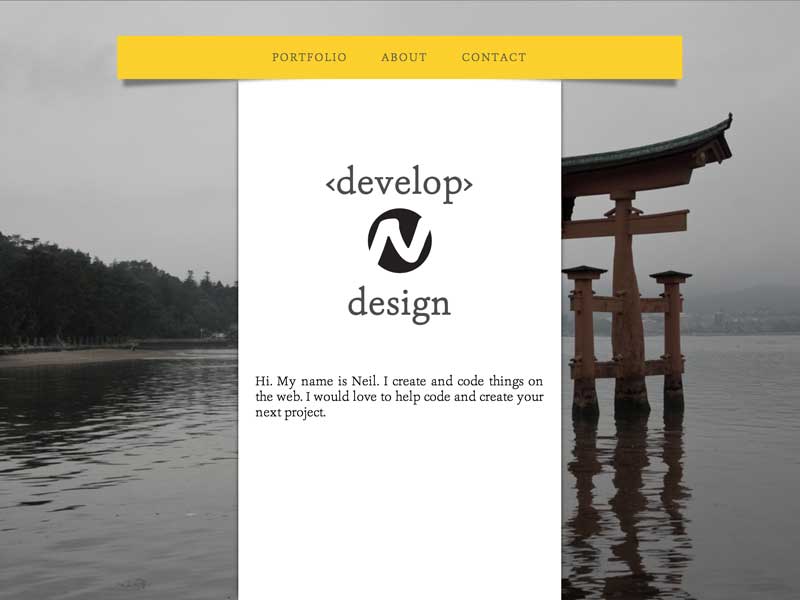 PORTFOLIO ABOUT CONTACT
<develop>
N
design
Hi. My name is Neil. I create and code things on
the web. I would love to help code and create your
next project.